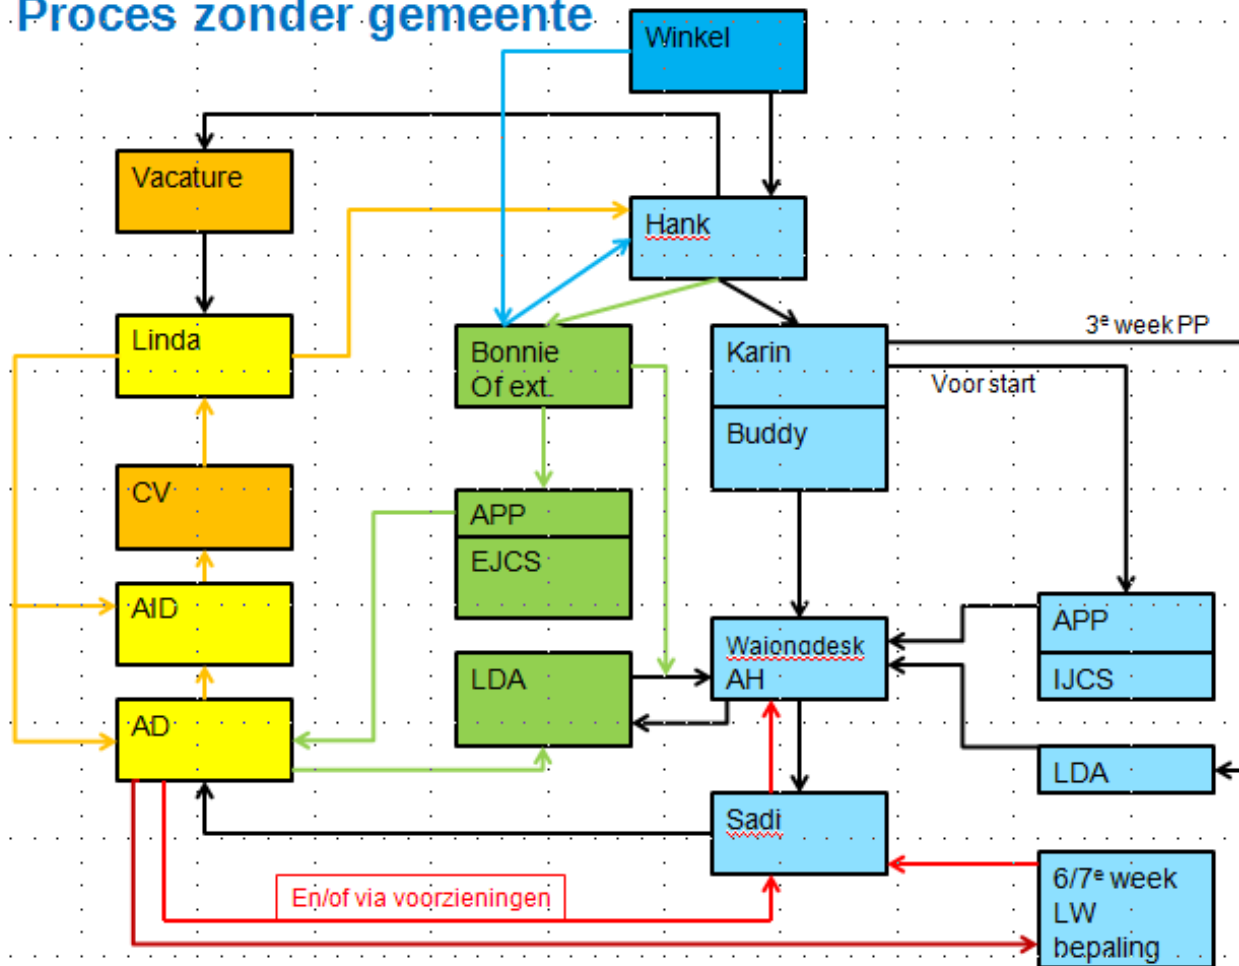 Proces zonder gemeente
Winkel
Vacature
Hank
Linda
Bonnie
Of ext.
Karin
Buddy
3e week PP
Voor start
CV
APP
EJCS
AID
Wajongdesk
AH
APP
IJCS
LDA
AD
LDA
Sadi
En/of via voorzieningen
6/7e week
LW
bepaling